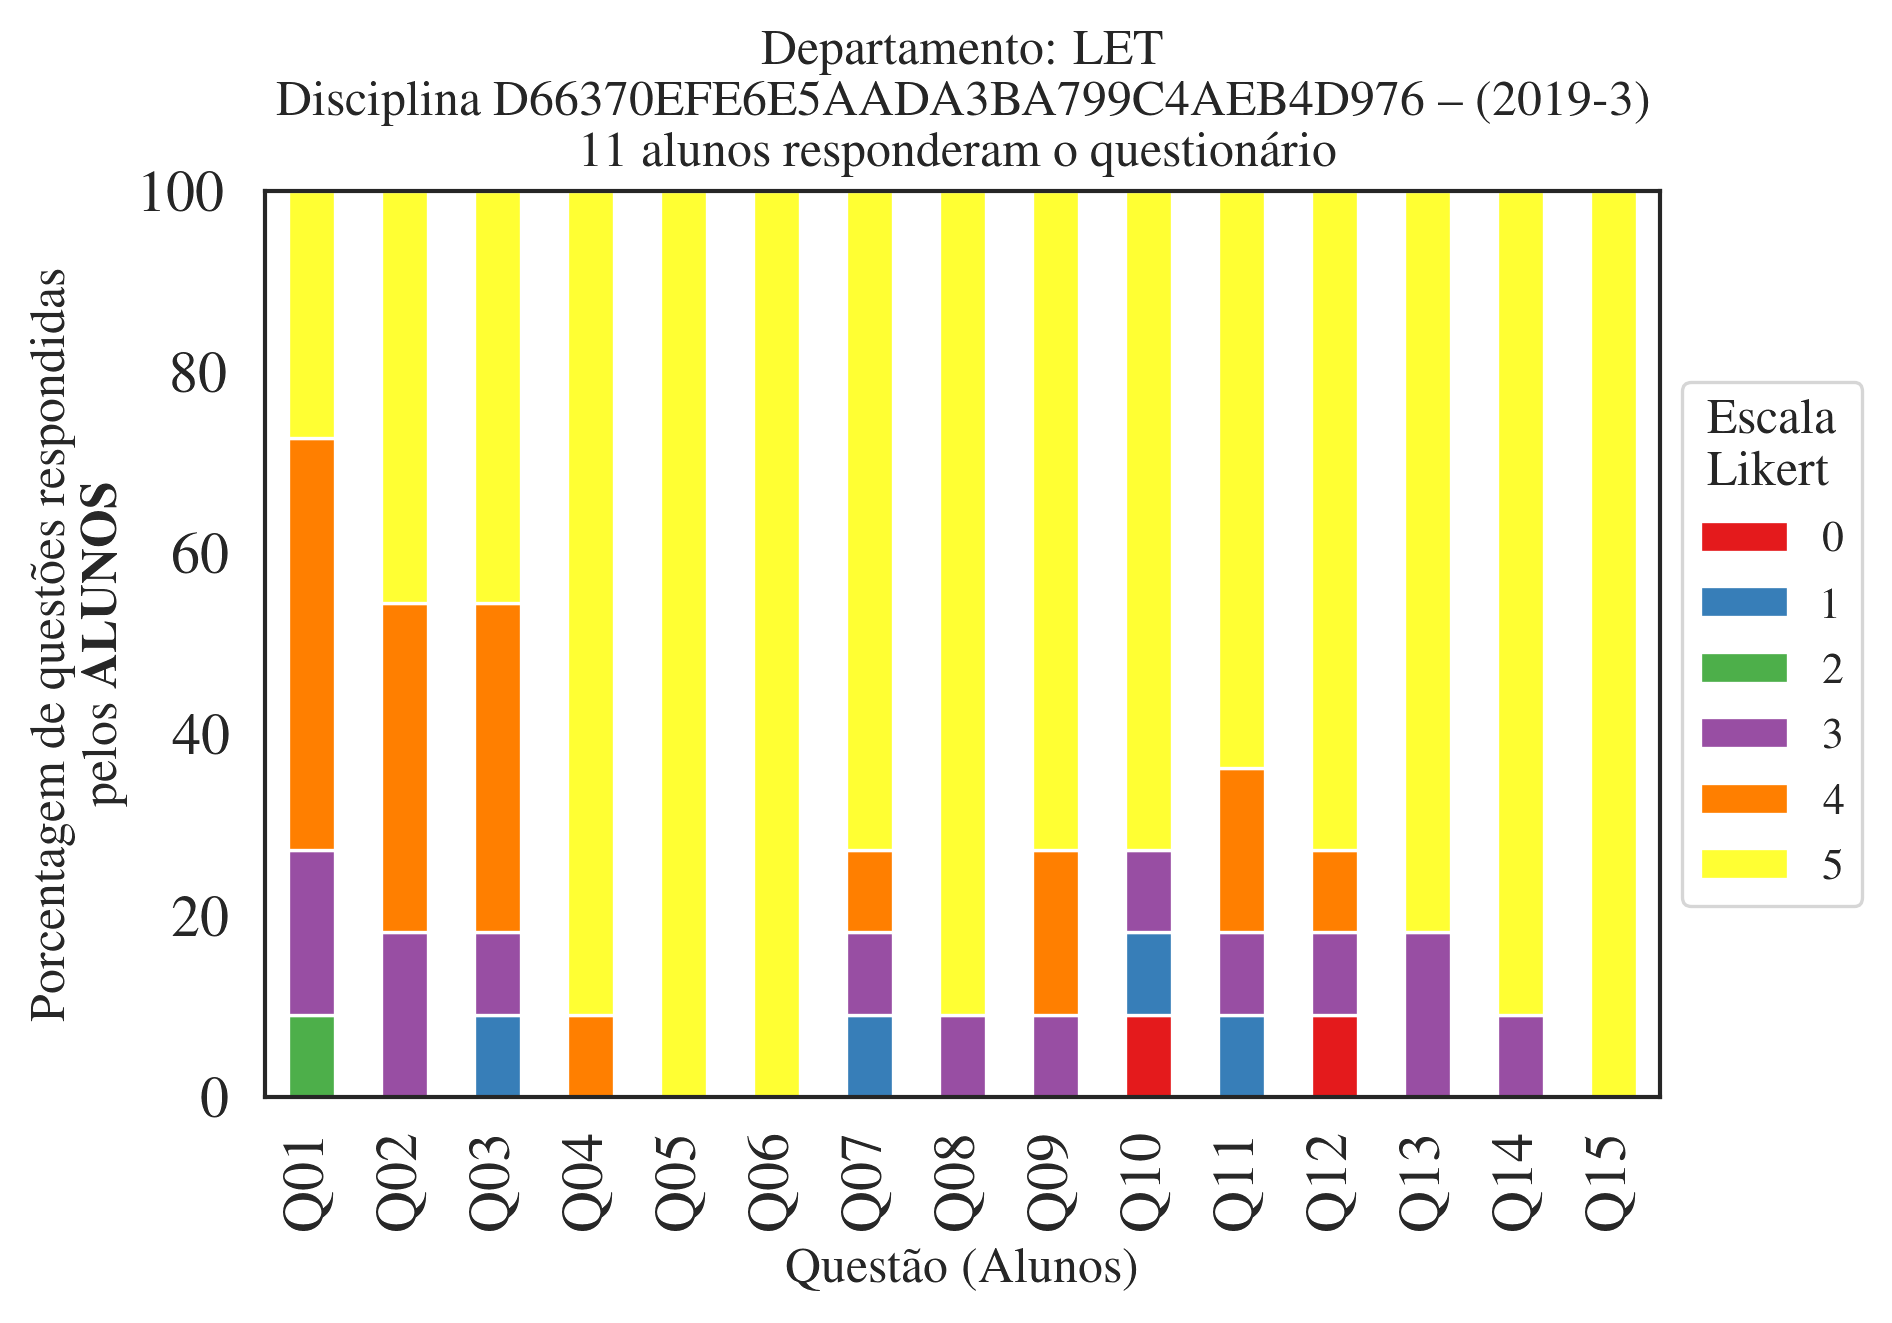 Departamento: LET
Disciplina D66370EFE6E5AADA3BA799C4AEB4D976 – (2019-3)
11 alunos responderam o questionário
Porcentagem de questões respondidas
pelos ALUNOS
100
80
60
40
20
0
Q01
Q02
Q03
Q04
Q05
Q06
Q07
Q08
Q09
Q10
Q11
Q12
Q13
Q14
Q15
Questão (Alunos)
Escala
Likert
0
1
2
3
4
5